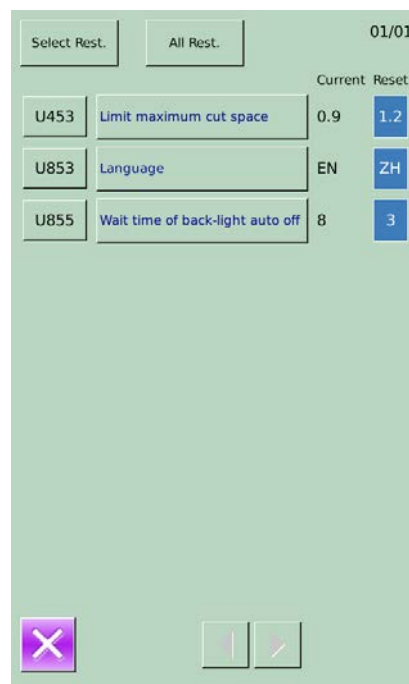 Select Rest. All Rest. 01/01
Current Reset
U453 Limit maximum cut space 0.9 1.2
U853 Language EN ZH
U855 Wait time of back-light auto off 8 3